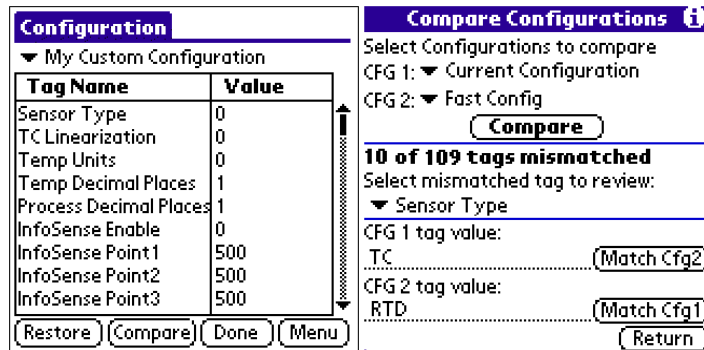 Configuration
My Custom Configuration
Tag Name Value
Sensor Type 0
TC Linearization 0
Temp Units 0
Temp Decimal Places 1
Process Decimal Places 1
InfoSense Enable 0
InfoSense Point1 500
InfoSense Point2 500
InfoSense Point3 500
Restore Compare Done Menu
Compare Configurations i
Select Configurations to compare
CFG 1: Current Configuration
CFG 2: Fast Config
Compare
10 of 109 tags mismatched
Select mismatched tag to review:
Sensor Type
CFG 1 tag value:
TC Match Cfg2
CFG 2 tag value:
RTD Match Cfg1
Return